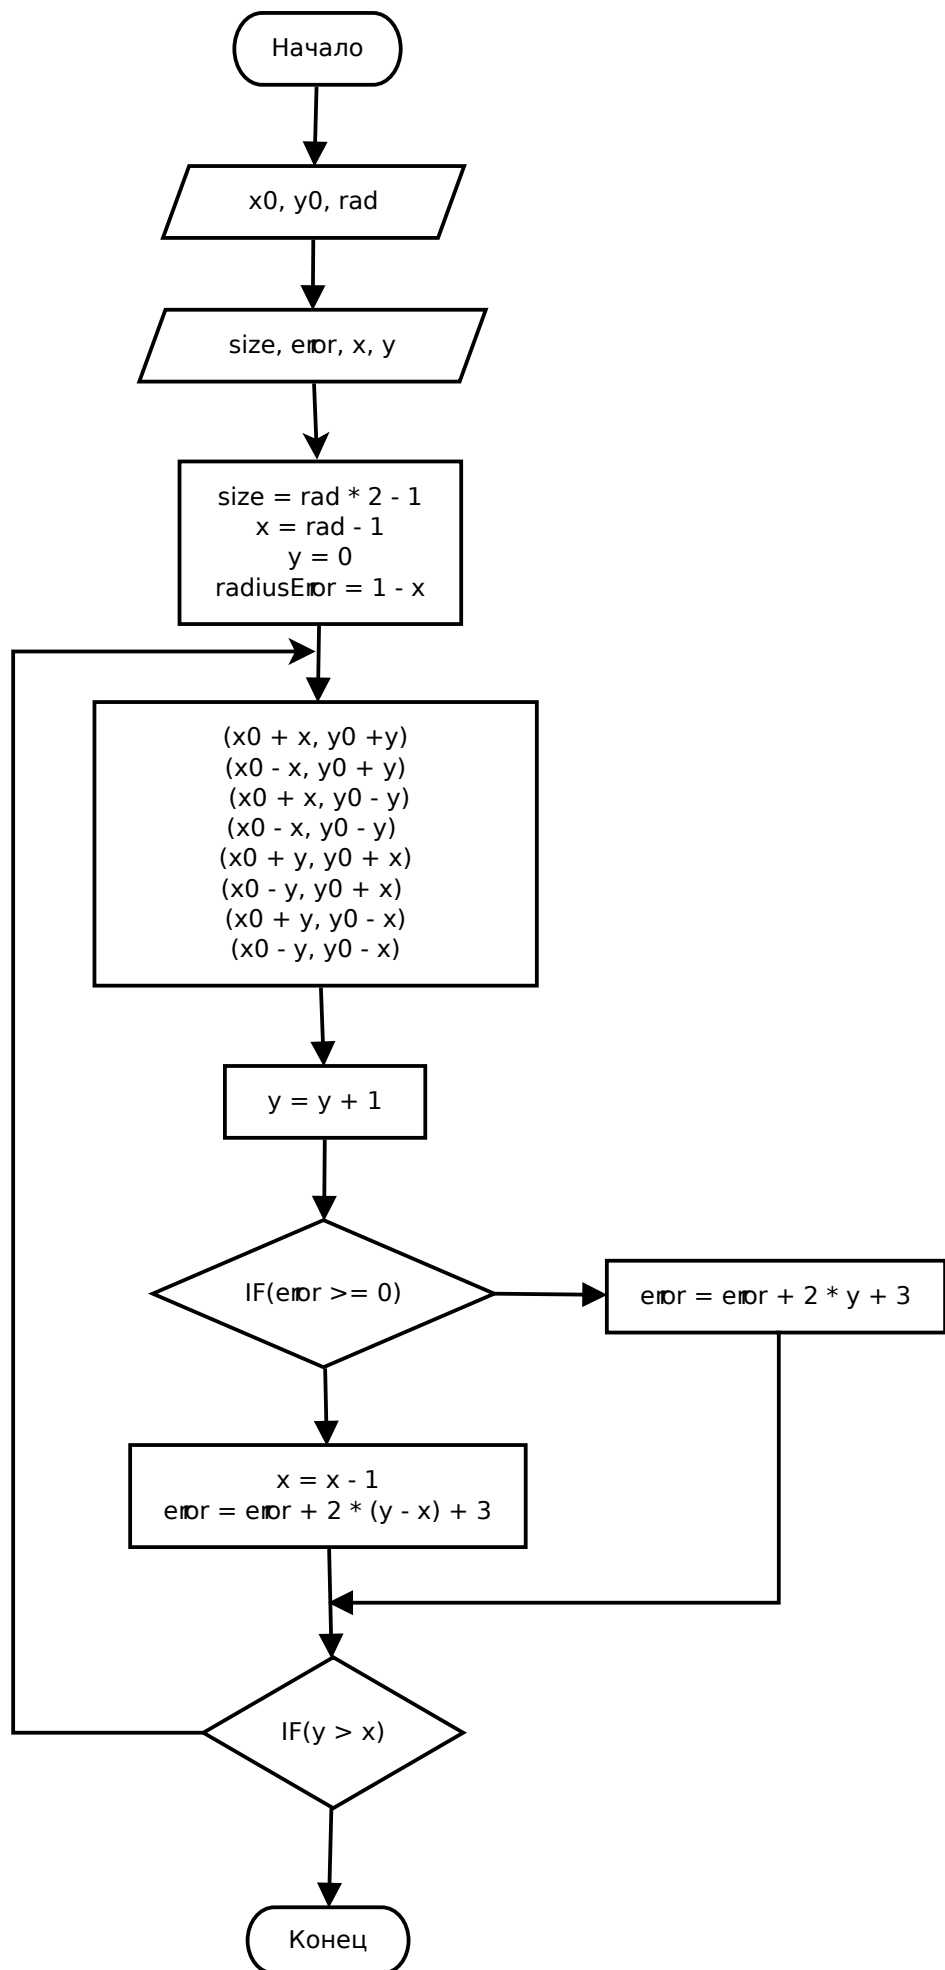 Начало
x0, y0, rad
size, error, x, y
size = rad * 2 - 1
x = rad - 1
y = 0
radiusError = 1 - x
(x0 + x, y0 +y)
(x0 - x, y0 + y)
(x0 + x, y0 - y)
(x0 - x, y0 - y)
(x0 + y, y0 + x)
(x0 - y, y0 + x)
(x0 + y, y0 - x)
(x0 - y, y0 - x)
y = y + 1
IF(error >= 0)
error = error + 2 * y + 3
x = x - 1
error = error + 2 * (y - x) + 3
IF(y > x)
Конец